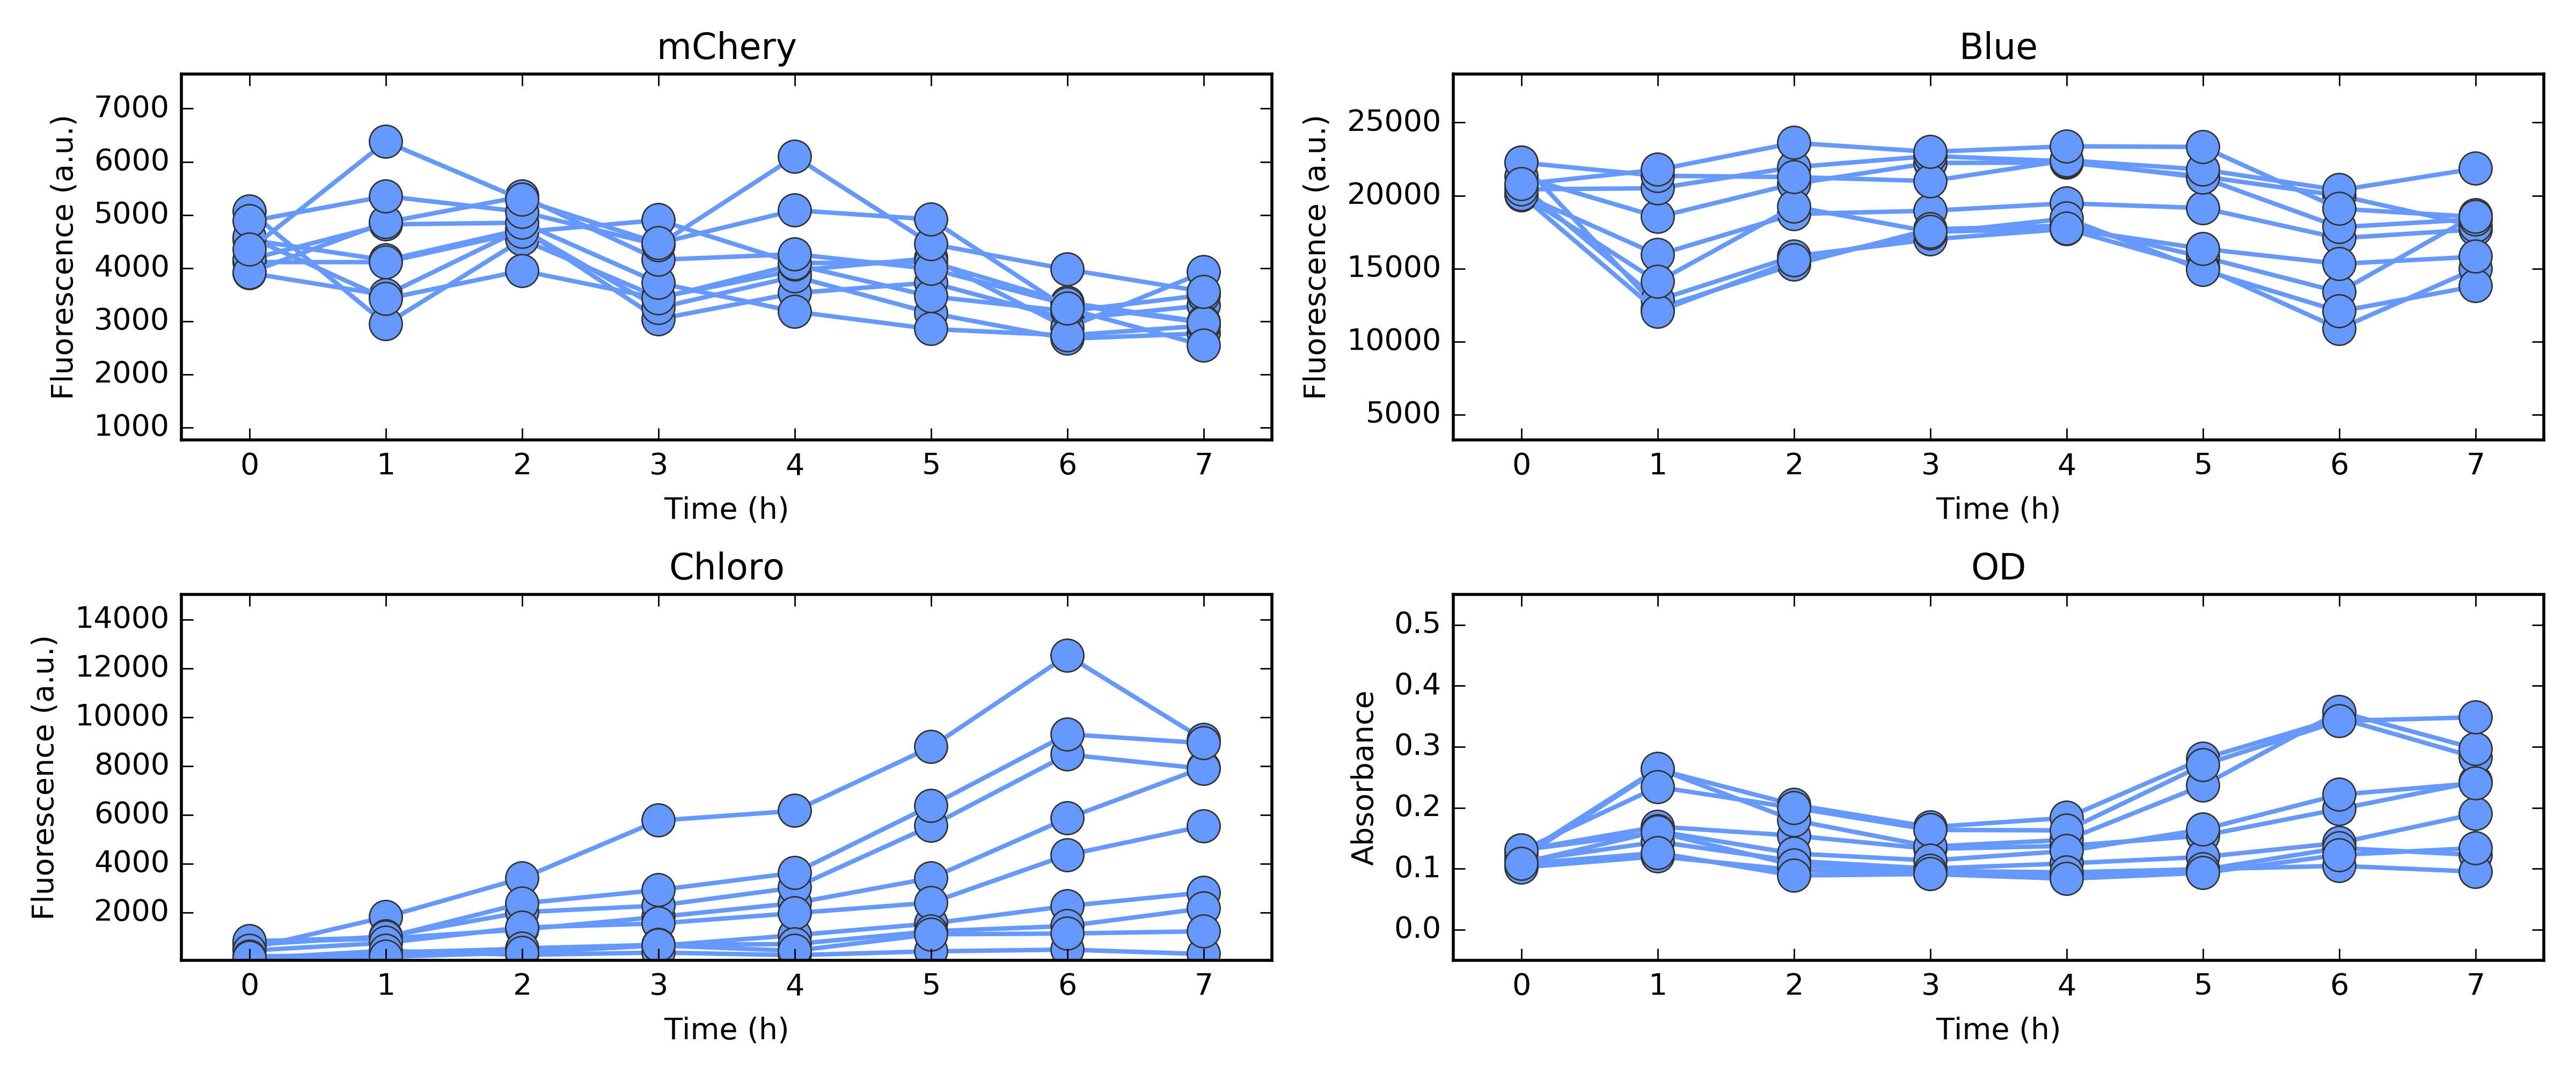 mChery
7000
6000
5000
4000
3000
2000
1000
Fluorescence (a.u.)
0 1 2 3 4 5 6 7
Time (h)
Blue
25000
20000
15000
10000
5000
Fluorescence (a.u.)
0 1 2 3 4 5 6 7
Time (h)
Chloro
14000
12000
10000
8000
6000
4000
2000
Fluorescence (a.u.)
0 1 2 3 4 5 6 7
Time (h)
OD
0.5
0.4
0.3
0.2
0.1
0.0
Absorbance
0 1 2 3 4 5 6 7
Time (h)